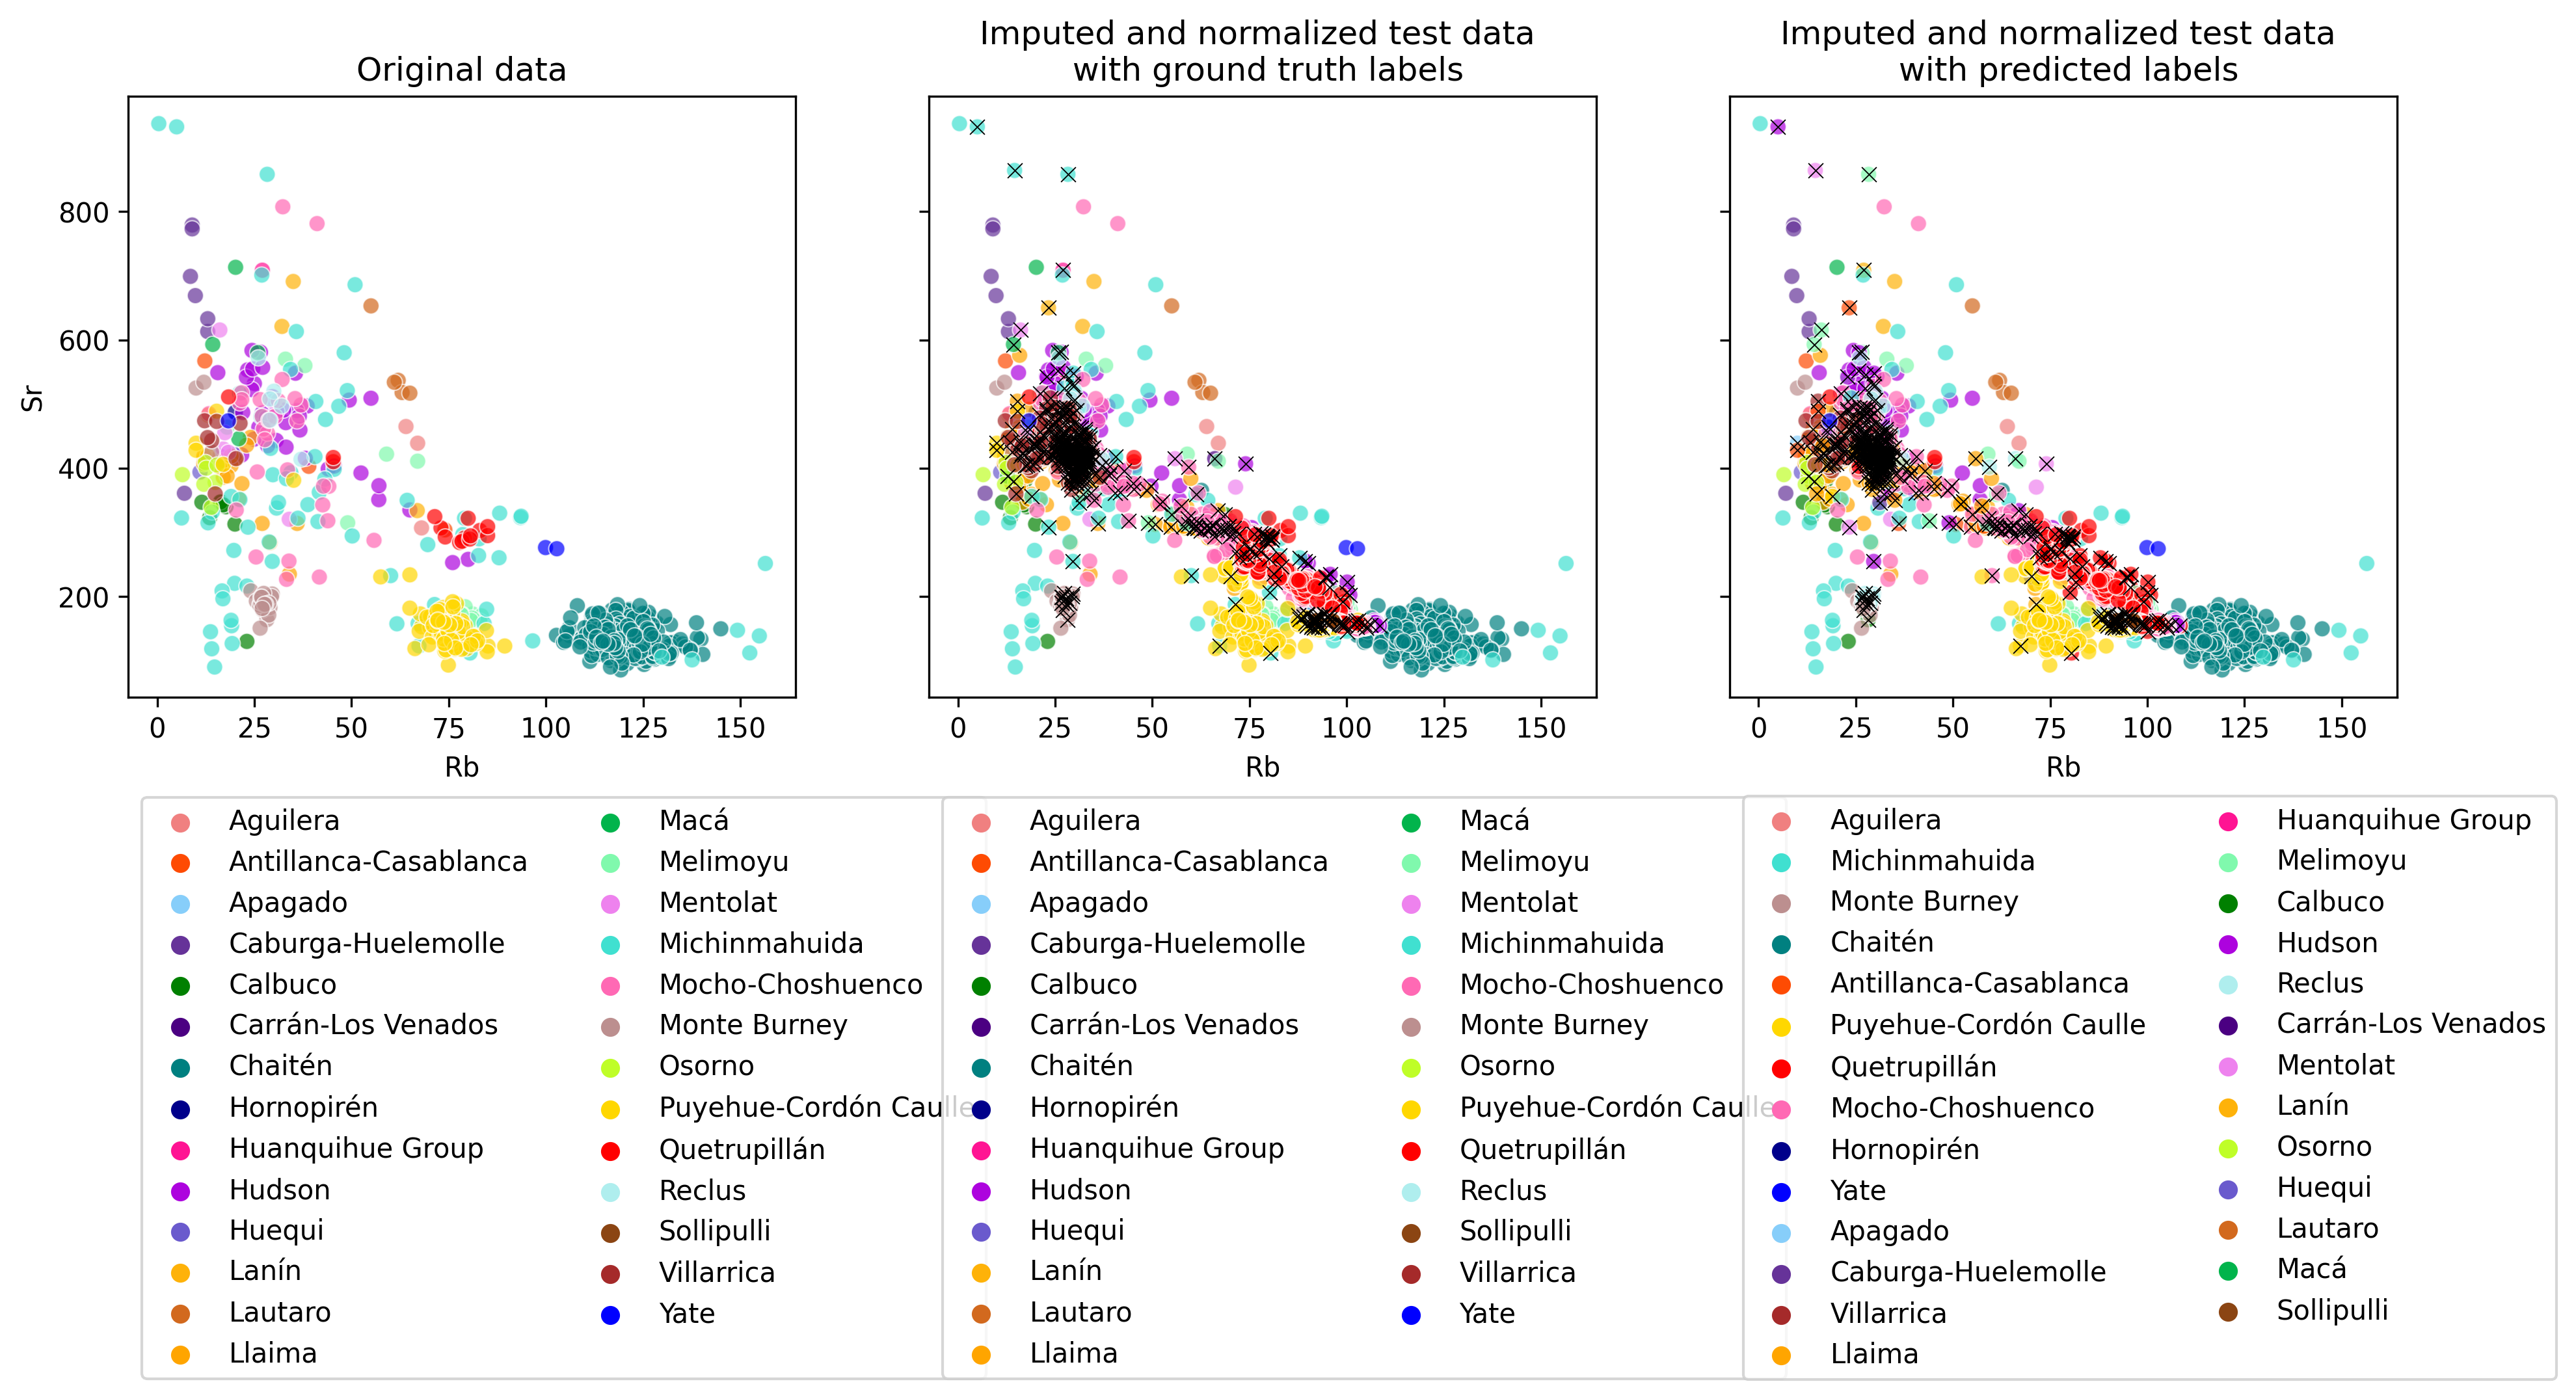 Original data
Imputed and normalized test data
with ground truth labels
Imputed and normalized test data
with predicted labels
Sr
800
600
400
200
0 25 50 75 100 125 150
0 25 50 75 100 125 150
0 25 50 75 100 125 150
Rb
Rb
Rb
Aguilera
Antillanca-Casablanca
Apagado
Caburga-Huelemolle
Calbuco
Carrán-Los Venados
Chaitén
Hornopirén
Huanquihue Group
Hudson
Huequi
Lanín
Lautaro
Llaima
Macá
Melimoyu
Mentolat
Michinmahuida
Mocho-Choshuenco
Monte Burney
Osorno
Puyehue-Cordón Caulle
Quetrupillán
Reclus
Sollipulli
Villarrica
Yate
Aguilera
Antillanca-Casablanca
Apagado
Caburga-Huelemolle
Calbuco
Carrán-Los Venados
Chaitén
Hornopirén
Huanquihue Group
Hudson
Huequi
Lanín
Lautaro
Llaima
Macá
Melimoyu
Mentolat
Michinmahuida
Mocho-Choshuenco
Monte Burney
Osorno
Puyehue-Cordón Caulle
Quetrupillán
Reclus
Sollipulli
Villarrica
Yate
Aguilera
Michinmahuida
Monte Burney
Chaitén
Antillanca-Casablanca
Puyehue-Cordón Caulle
Quetrupillán
Mocho-Choshuenco
Hornopirén
Yate
Apagado
Caburga-Huelemolle
Villarrica
Llaima
Huanquihue Group
Melimoyu
Calbuco
Hudson
Reclus
Carrán-Los Venados
Mentolat
Lanín
Osorno
Huequi
Lautaro
Macá
Sollipulli